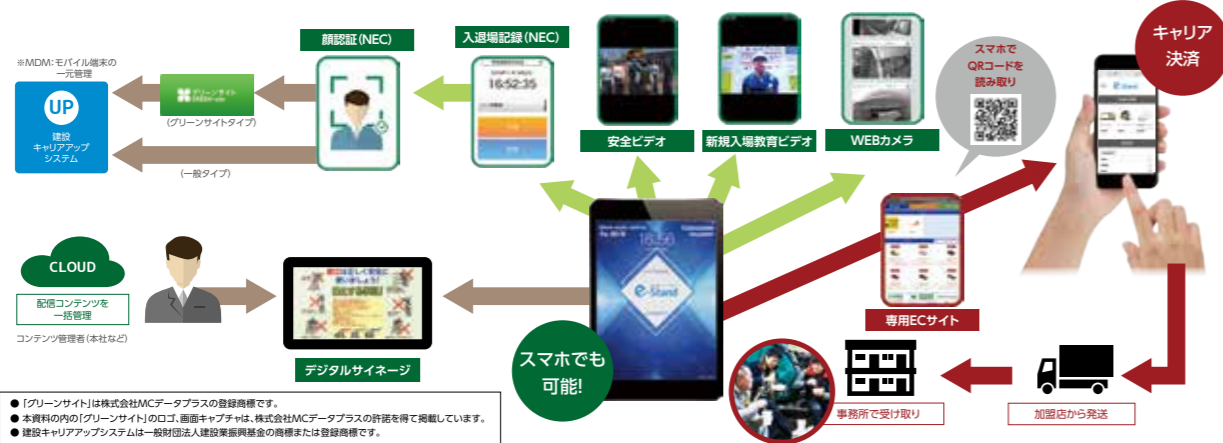 ※MDM:モバイル端末の
一元管理
UP
建設
キャリアアップ
システム
グリーンサイト
(グリーンサイトタイプ)
(一般タイプ)
顔認証(NEC)
入退場記録(NEC)
16:52:35
安全ビデオ
新規入場教育ビデオ
WEBカメラ
スマホで
QRコードを
読み取り
キャリア
決済
e-Stand
CLOUD
配信コンテンツを
一括管理
コンテンツ管理者(本社など)
デジタルサイネージ
16:56
e-Stand
スマホでも
可能!
専用ECサイト
事務所で受け取り
加盟店から発送
● 「グリーンサイト」は株式会社MCデータプラスの登録商標です。
● 本資料の内の「グリーンサイト」のロゴ、画面キャプチャは、株式会社MCデータプラスの許諾を得て掲載しています。
● 建設キャリアアップシステムは一般財団法人建設業振興基金の商標または登録商標です。